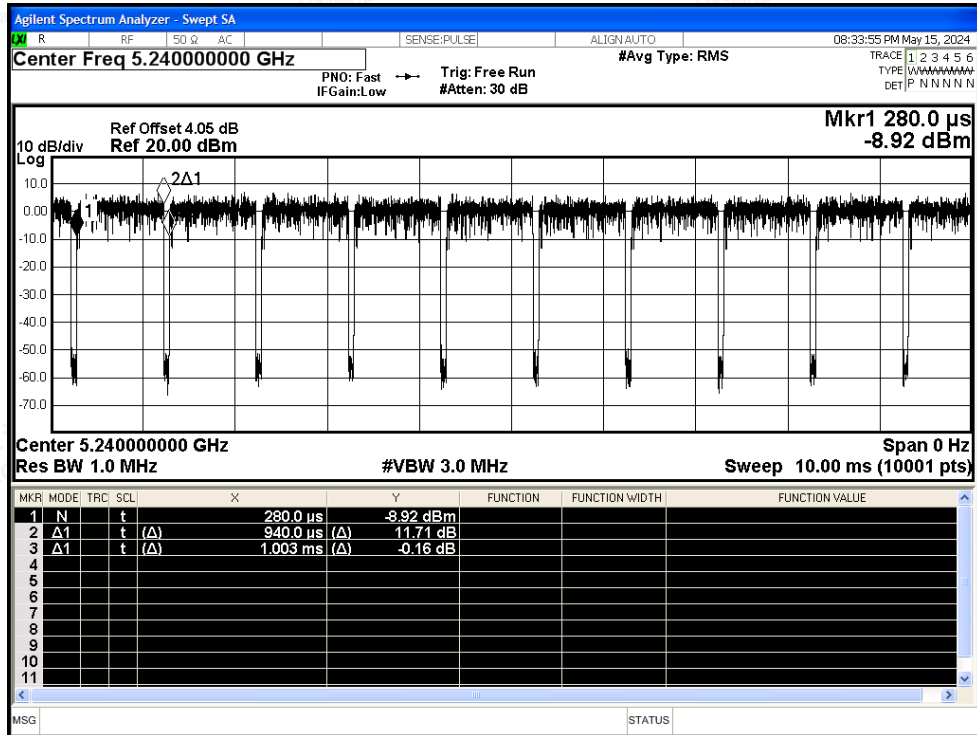 Agilent Spectrum Analyzer - Swept SA
LXI R RF 50 Ω AC SENSE:PULSE ALIGN AUTO 08:33:55 PM May 15, 2024
Center Freq 5.240000000 GHz #Avg Type: RMS TRACE 1 2 3 4 5 6
PNO: Fast Trig: Free Run TYPE WWWWWW
IFGain:Low #Atten: 30 dB DET P N N N N N
Ref Offset 4.05 dB Mkr1 280.0 µs
10 dB/div Ref 20.00 dBm -8.92 dBm
Log
2Δ1
10.0
1
0.00
-10.0
-20.0
-30.0
-40.0
-50.0
-60.0
-70.0
Center 5.240000000 GHz Span 0 Hz
Res BW 1.0 MHz #VBW 3.0 MHz Sweep 10.00 ms (10001 pts)
MKR MODE TRC SCL X Y FUNCTION FUNCTION WIDTH FUNCTION VALUE
1 N t 280.0 µs -8.92 dBm
2 Δ1 t (Δ) 940.0 µs (Δ) 11.71 dB
3 Δ1 t (Δ) 1.003 ms (Δ) -0.16 dB
4
5
6
7
8
9
10
11
MSG STATUS